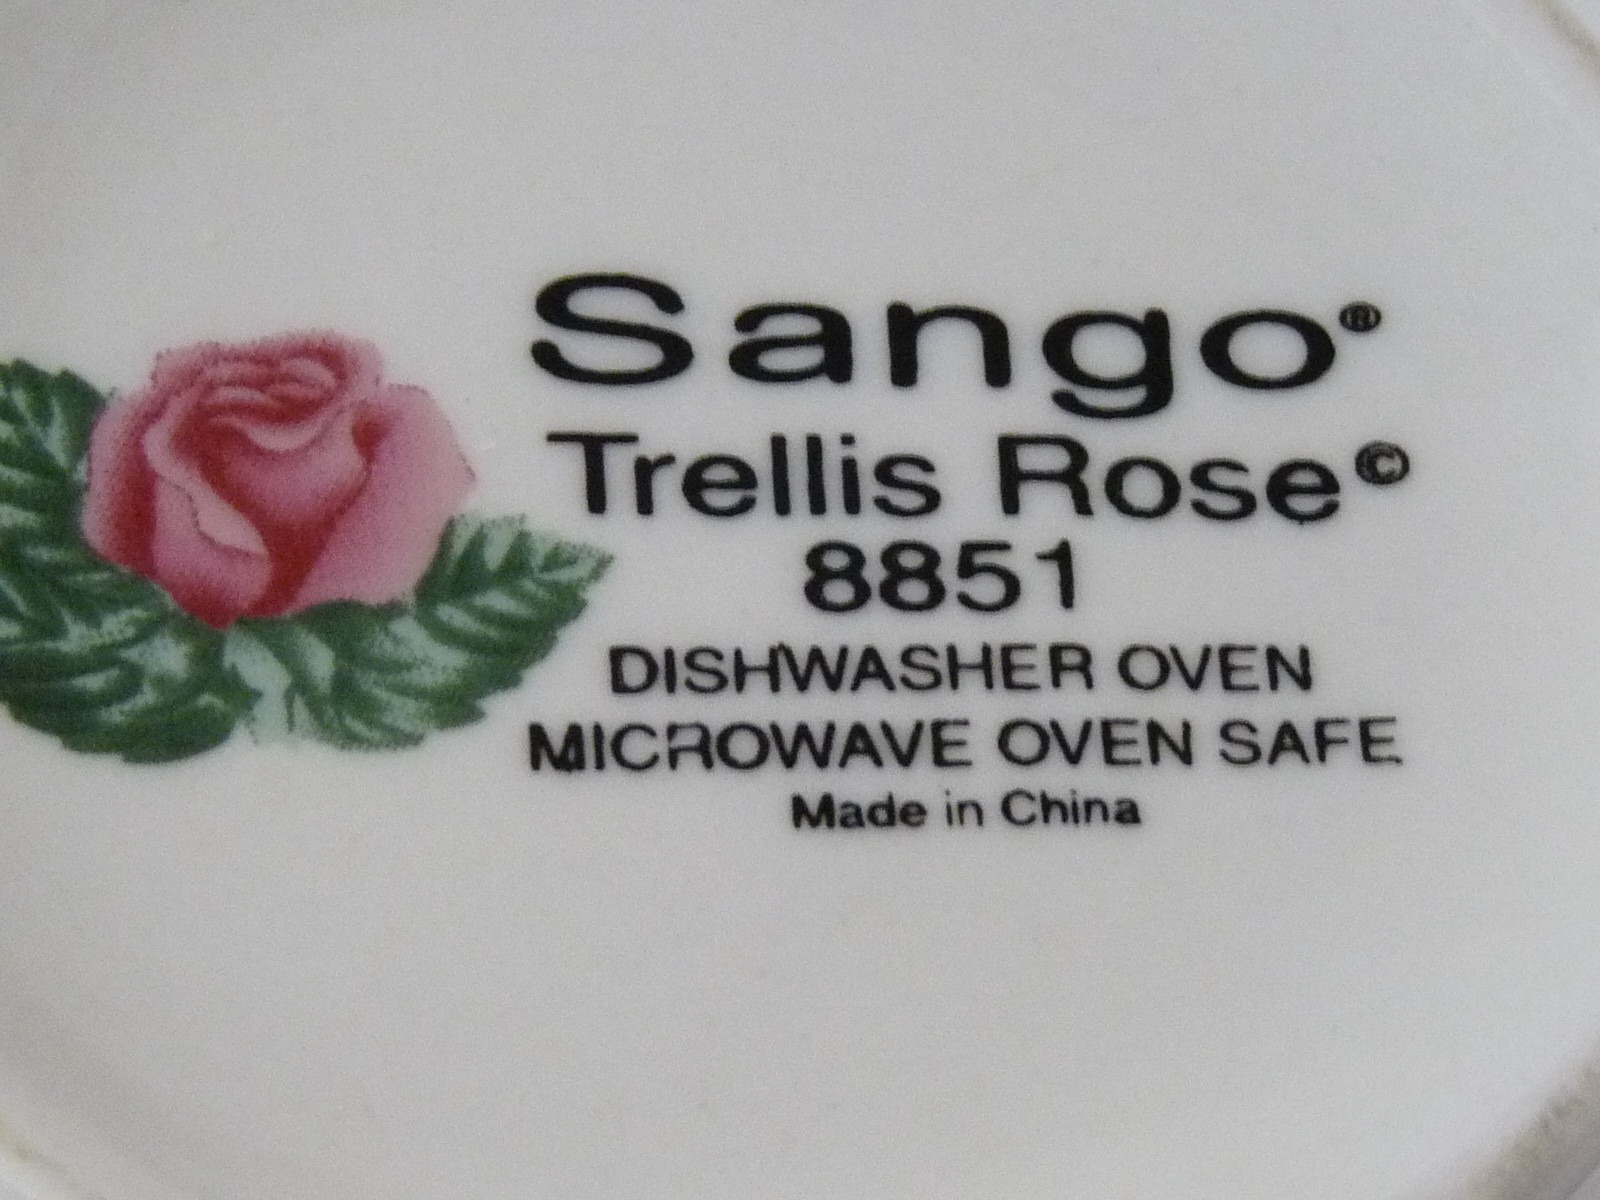 Sango®
Trellis Rose©
8851
DISHWASHER OVEN
MICROWAVE OVEN SAFE
Made in China